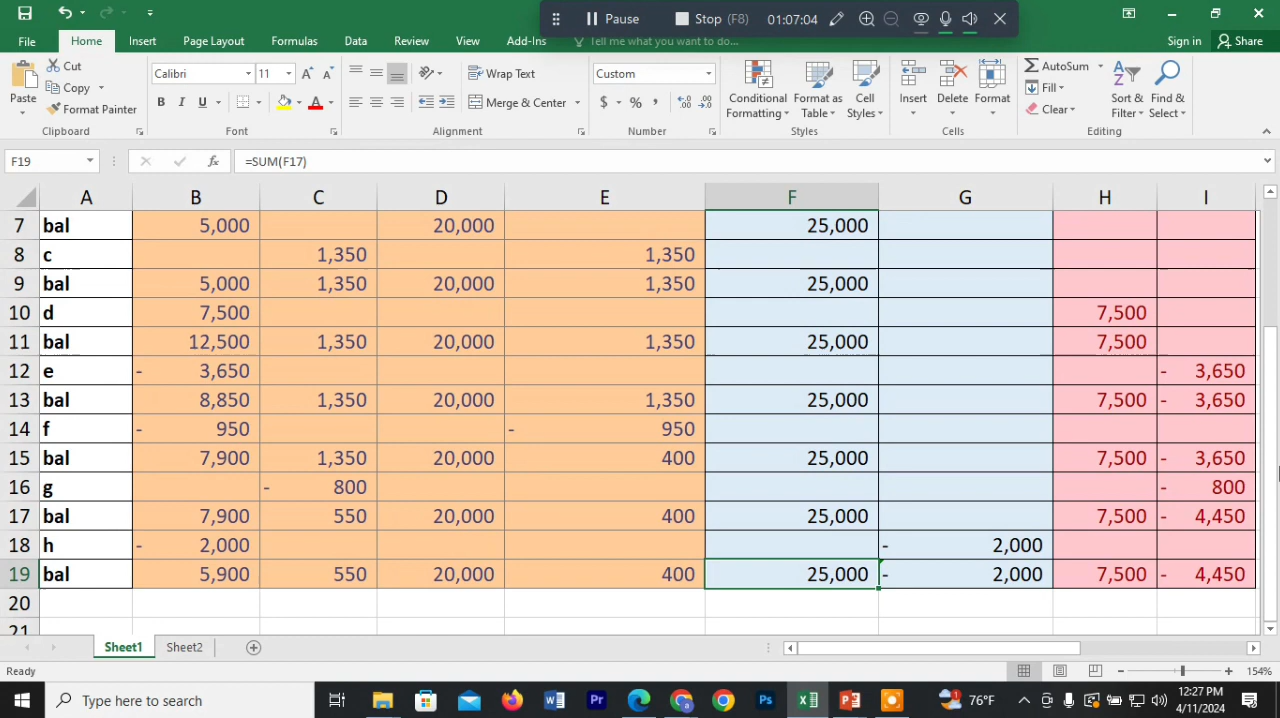 Pause Stop (F8) 01:07:04
File Home Insert Page Layout Formulas Data Review View Add-Ins Tell me what you want to do... Sign in Share
Paste Cut Copy Format Painter
Calibri 11
B I U
Wrap Text
Merge & Center
Custom
$ % ,
Conditional Formatting
Format as Table
Cell Styles
Insert Delete Format
AutoSum
Fill
Clear
Sort & Filter
Find & Select
Clipboard Font Alignment Number Styles Cells Editing
F19 fx =SUM(F17)
A B C D E F G H I
7 bal 5,000 20,000 25,000
8 c 1,350 1,350
9 bal 5,000 1,350 20,000 1,350 25,000
10 d 7,500 7,500
11 bal 12,500 1,350 20,000 1,350 25,000 7,500
12 e - 3,650 - 3,650
13 bal 8,850 1,350 20,000 1,350 25,000 7,500 - 3,650
14 f - 950 - 950
15 bal 7,900 1,350 20,000 400 25,000 7,500 - 3,650
16 g - 800 - 800
17 bal 7,900 550 20,000 400 25,000 7,500 - 4,450
18 h - 2,000 - 2,000
19 bal 5,900 550 20,000 400 25,000 - 2,000 7,500 - 4,450
20
21
Sheet1 Sheet2
Ready 154%
Type here to search 76°F 12:27 PM
4/11/2024